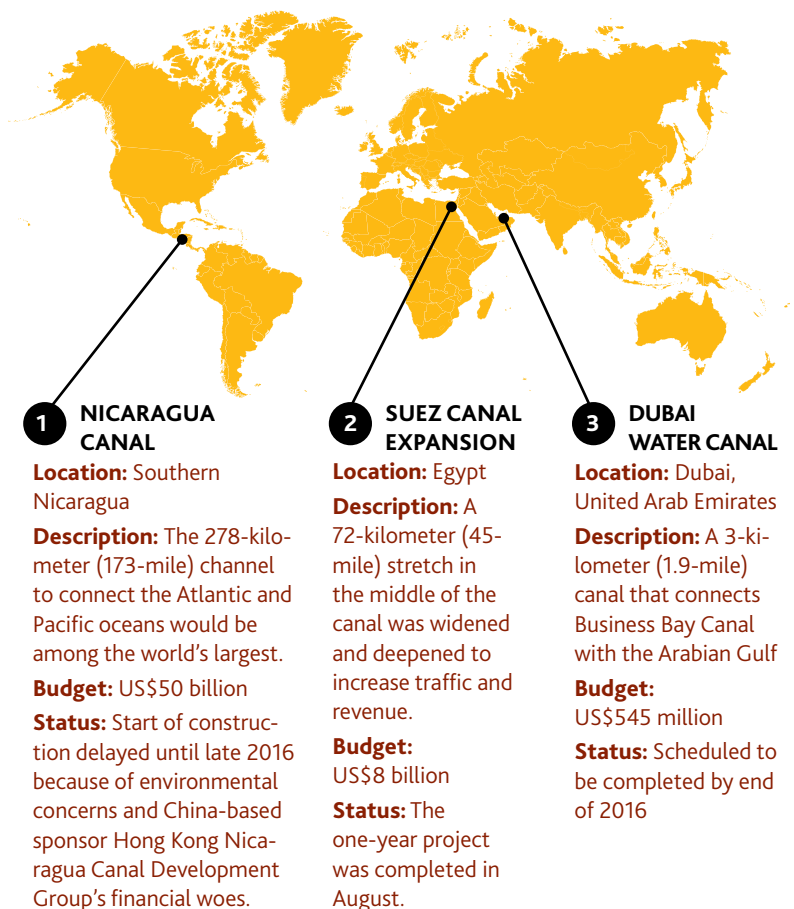 1
NICARAGUA
CANAL
Location: Southern
Nicaragua
Description: The 278-kilo-
meter (173-mile) channel
to connect the Atlantic and
Pacific oceans would be
among the world’s largest.
Budget: US$50 billion
Status: Start of construc-
tion delayed until late 2016
because of environmental
concerns and China-based
sponsor Hong Kong Nica-
ragua Canal Development
Group’s financial woes.
2
SUEZ CANAL
EXPANSION
Location: Egypt
Description: A
72-kilometer (45-
mile) stretch in
the middle of the
canal was widened
and deepened to
increase traffic and
revenue.
Budget:
US$8 billion
Status: The
one-year project
was completed in
August.
3
DUBAI
WATER CANAL
Location: Dubai,
United Arab Emirates
Description: A 3-ki-
lometer (1.9-mile)
canal that connects
Business Bay Canal
with the Arabian Gulf
Budget:
US$545 million
Status: Scheduled to
be completed by end
of 2016